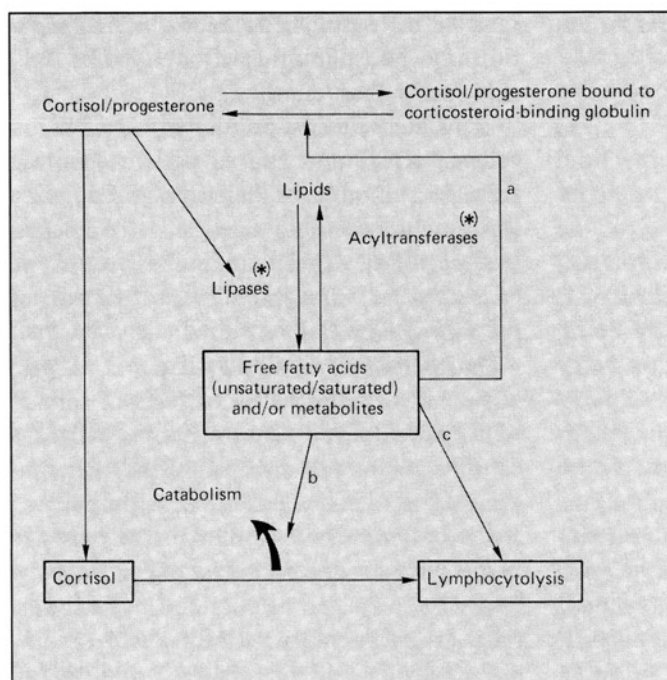 Cortisol/progesterone
Cortisol/progesterone bound to
corticosteroid-binding globulin
a
Lipids
(*)
Acyltransferases
(*)
Lipases
Free fatty acids
(unsaturated/saturated)
and/or metabolites
c
b
Catabolism
Cortisol
Lymphocytolysis